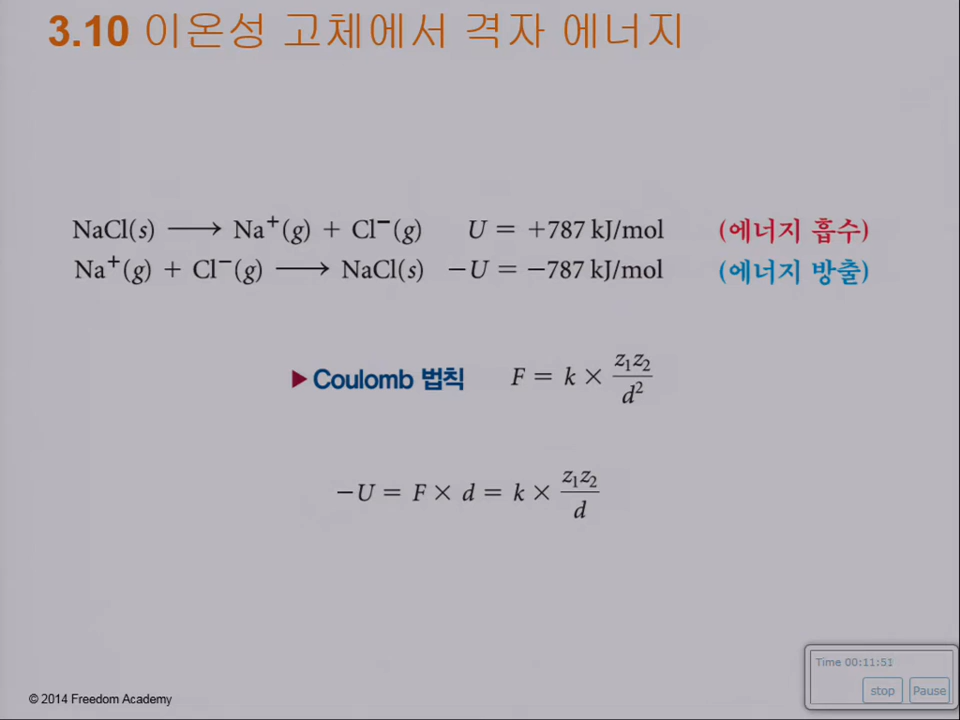 3.10 이온성 고체에서 격자 에너지
NaCl(s) ⟶ Na⁺(g) + Cl⁻(g) U = +787 kJ/mol (에너지 흡수)
Na⁺(g) + Cl⁻(g) ⟶ NaCl(s) −U = −787 kJ/mol (에너지 방출)
▶ Coulomb 법칙 F = k × z₁z₂/d²
−U = F × d = k × z₁z₂/d
Time 00:11:51
stop Pause
© 2014 Freedom Academy